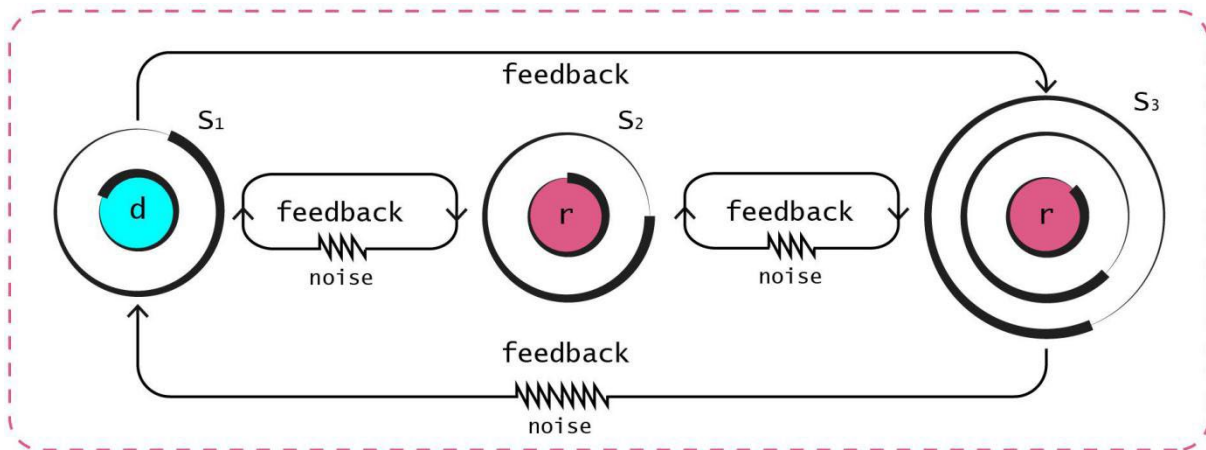 feedback
S₁
S₂
S₃
d
feedback
noise
r
feedback
noise
r
feedback
noise